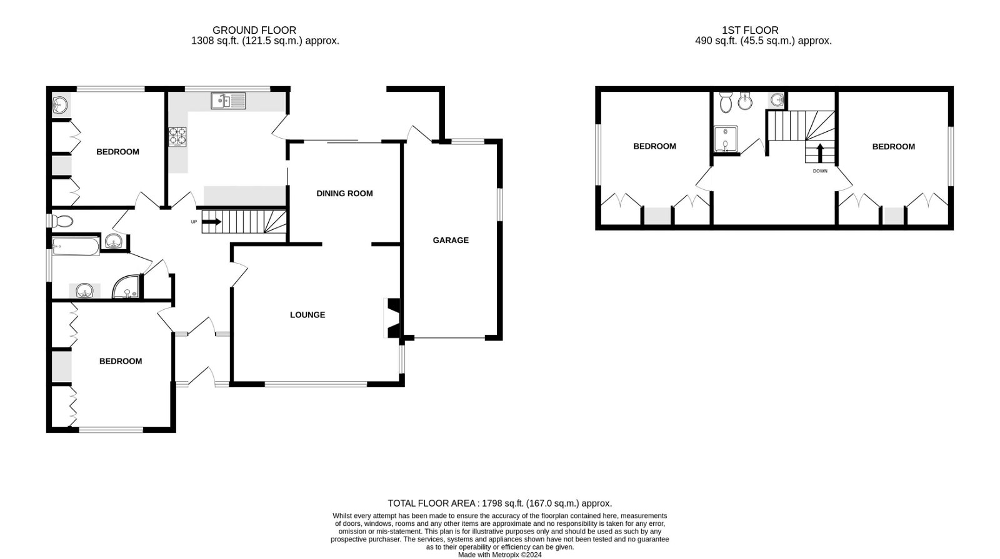 GROUND FLOOR
1308 sq.ft. (121.5 sq.m.) approx.
1ST FLOOR
490 sq.ft. (45.5 sq.m.) approx.
BEDROOM
DINING ROOM
UP
GARAGE
LOUNGE
BEDROOM
BEDROOM
BEDROOM
DOWN
TOTAL FLOOR AREA : 1798 sq.ft. (167.0 sq.m.) approx.
Whilst every attempt has been made to ensure the accuracy of the floorplan contained here, measurements
of doors, windows, rooms and any other items are approximate and no responsibility is taken for any error,
omission or mis-statement. This plan is for illustrative purposes only and should be used as such by any
prospective purchaser. The services, systems and appliances shown have not been tested and no guarantee
as to their operability or efficiency can be given.
Made with Metropix ©2024